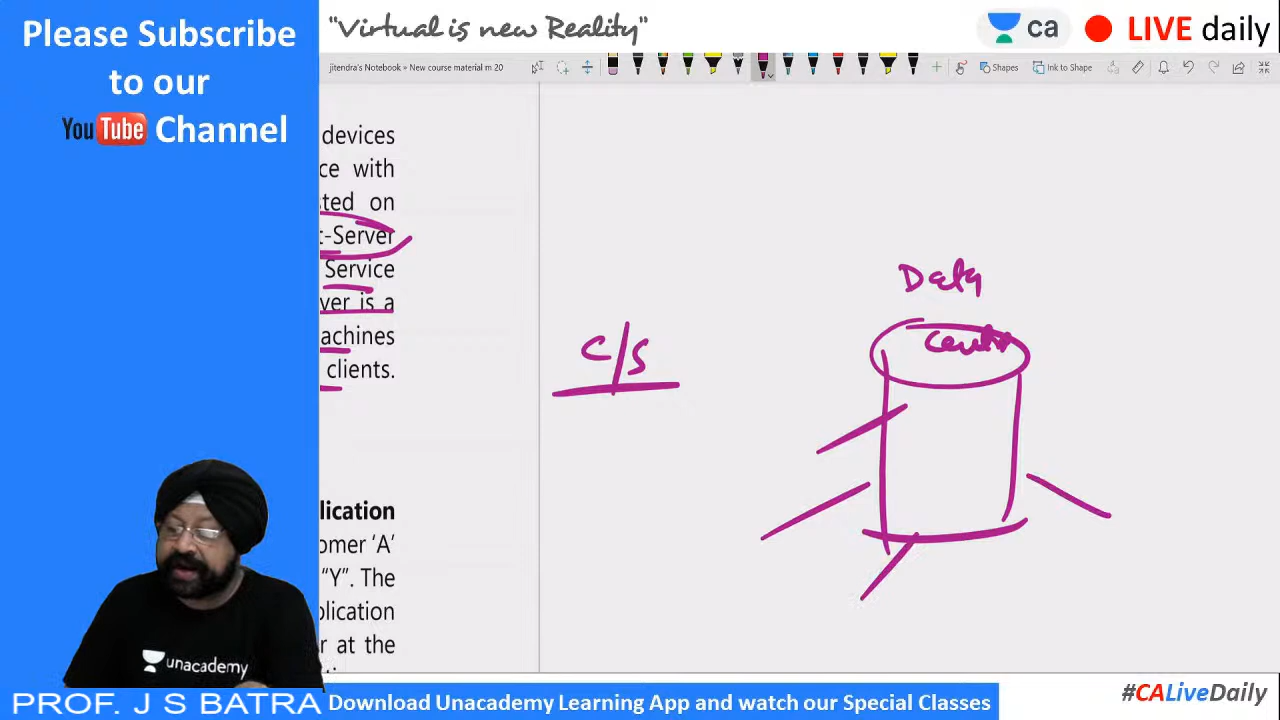 Please Subscribe
to our
YouTube Channel
"Virtual is new Reality"
ca
LIVE daily
jitendra's Notebook » New course material m 20
Shapes
Ink to Shape
devices
ce with
sted on
t-Server
Service
ver is a
achines
clients.
lication
omer ‘A’
“Y”. The
plication
r at the
C/S
Data
Centre
unacademy
PROF. J S BATRA
Download Unacademy Learning App and watch our Special Classes
#CALiveDaily